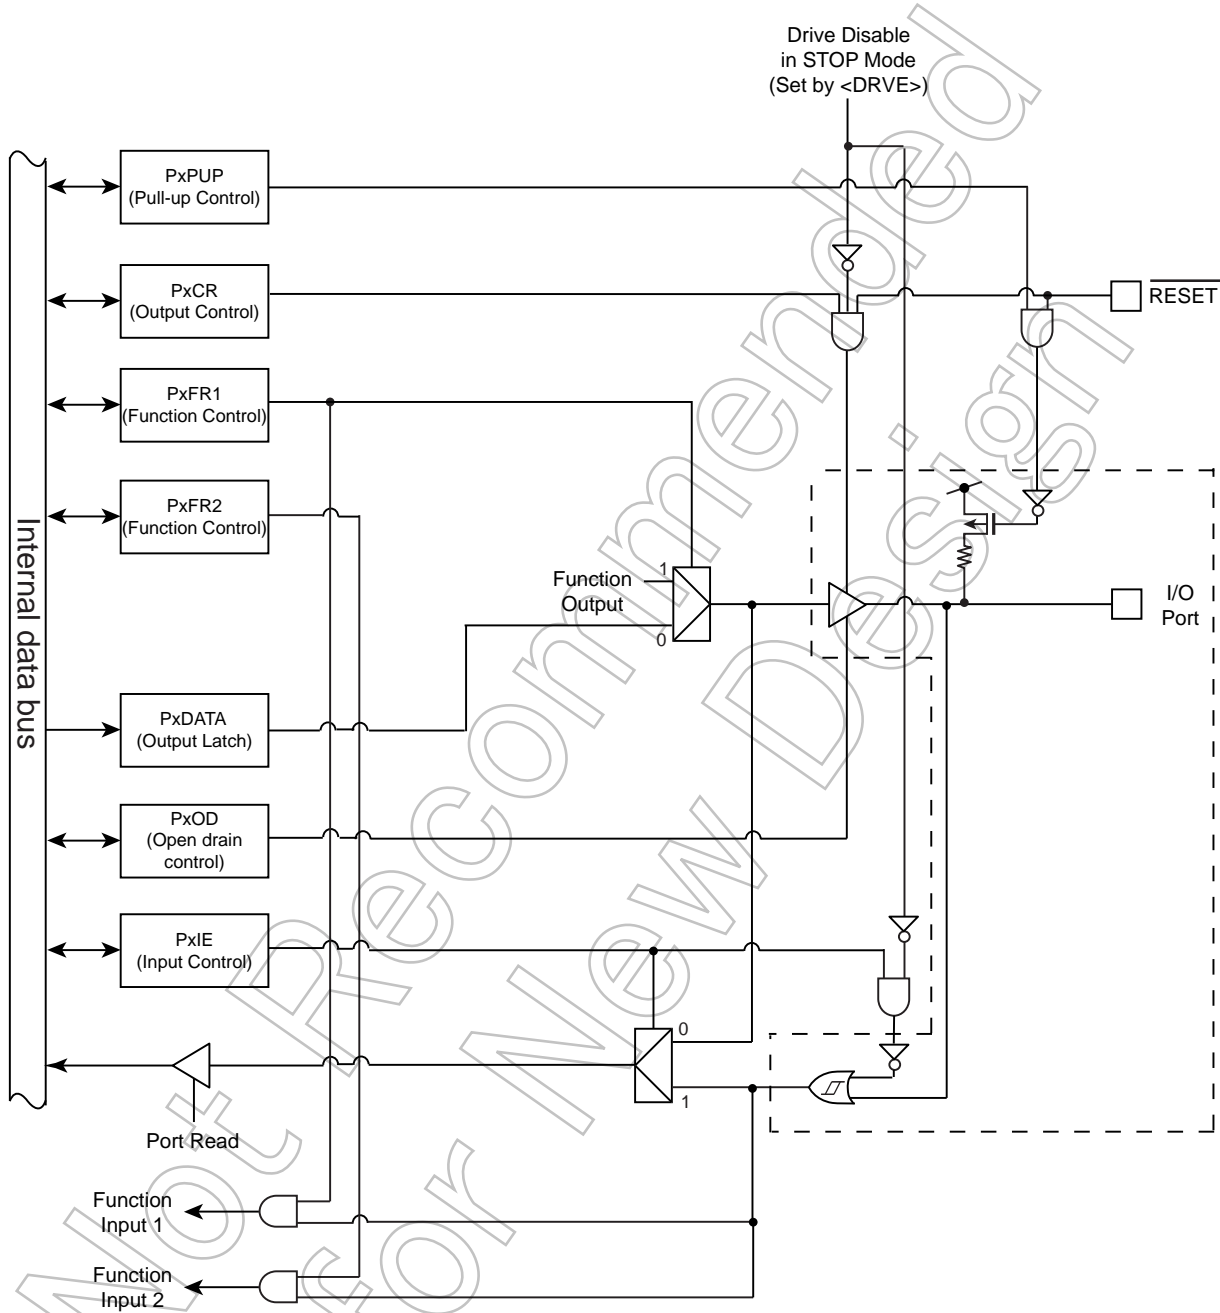 Drive Disable
in STOP Mode
(Set by <DRVE>)
PxPUP
(Pull-up Control)
PxCR
(Output Control)
RESET
PxFR1
(Function Control)
PxFR2
(Function Control)
Internal data bus
1
Function
Output
0
I/O
Port
PxDATA
(Output Latch)
PxOD
(Open drain
control)
PxIE
(Input Control)
0
1
Port Read
Function
Input 1
Function
Input 2
Not Recommended
for New Design